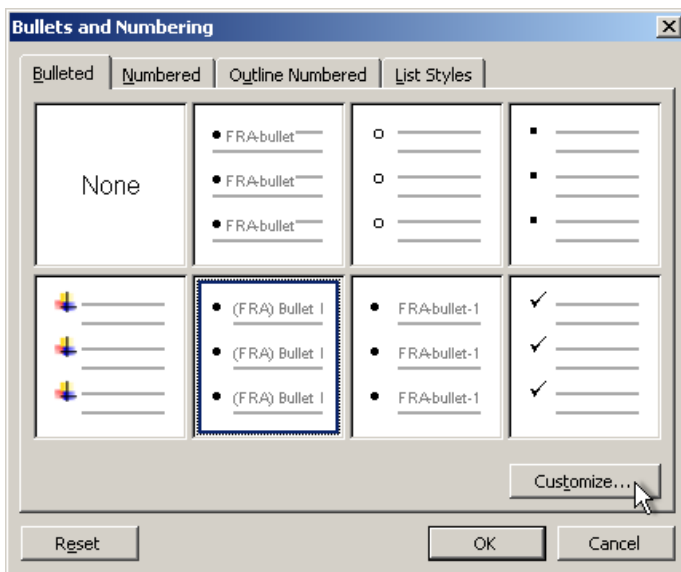 Bullets and Numbering
Bulleted Numbered Outline Numbered List Styles
None
FRA-bullet
FRA-bullet
FRA-bullet
(FRA) Bullet I
(FRA) Bullet I
(FRA) Bullet I
FRA-bullet-1
FRA-bullet-1
FRA-bullet-1
Customize...
Reset OK Cancel